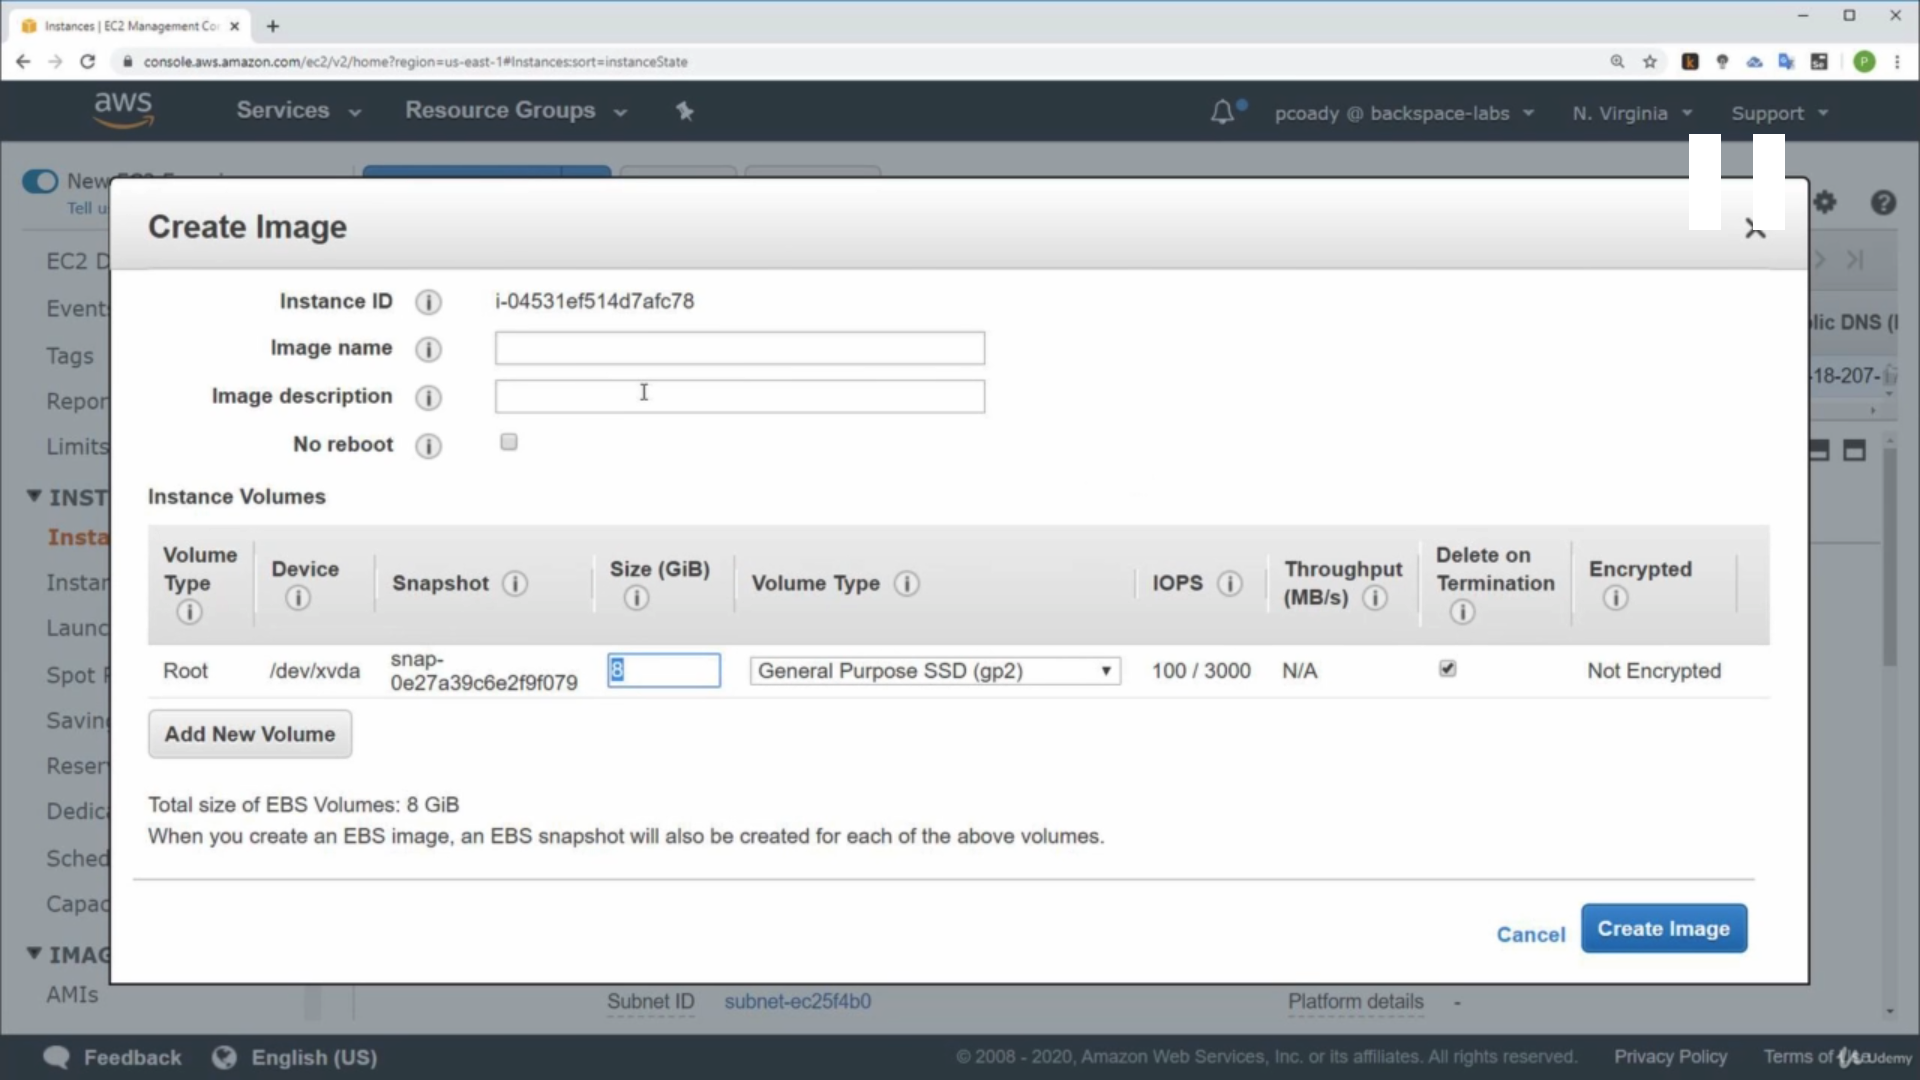 Instances | EC2 Management Co
console.aws.amazon.com/ec2/v2/home?region=us-east-1#Instances:sort=instanceState
aws Services Resource Groups pcoady @ backspace-labs N. Virginia Support
New
Tell u
Create Image
EC2 D
Instance ID i-04531ef514d7afc78
Events
Image name
lic DNS (
Tags
Image description
-18-207-
Repor
No reboot
Limits
Instance Volumes
INST
Insta
Volume Type Device Snapshot Size (GiB) Volume Type IOPS Throughput (MB/s) Delete on Termination Encrypted
Instan
Launc
Root /dev/xvda snap-0e27a39c6e2f9f079 8 General Purpose SSD (gp2) 100 / 3000 N/A Not Encrypted
Spot R
Saving
Add New Volume
Reser
Total size of EBS Volumes: 8 GiB
Dedica
When you create an EBS image, an EBS snapshot will also be created for each of the above volumes.
Sched
Capac
Cancel Create Image
IMAG
AMIs
Subnet ID subnet-ec25f4b0 Platform details -
Feedback English (US) © 2008 - 2020, Amazon Web Services, Inc. or its affiliates. All rights reserved. Privacy Policy Terms of
Udemy